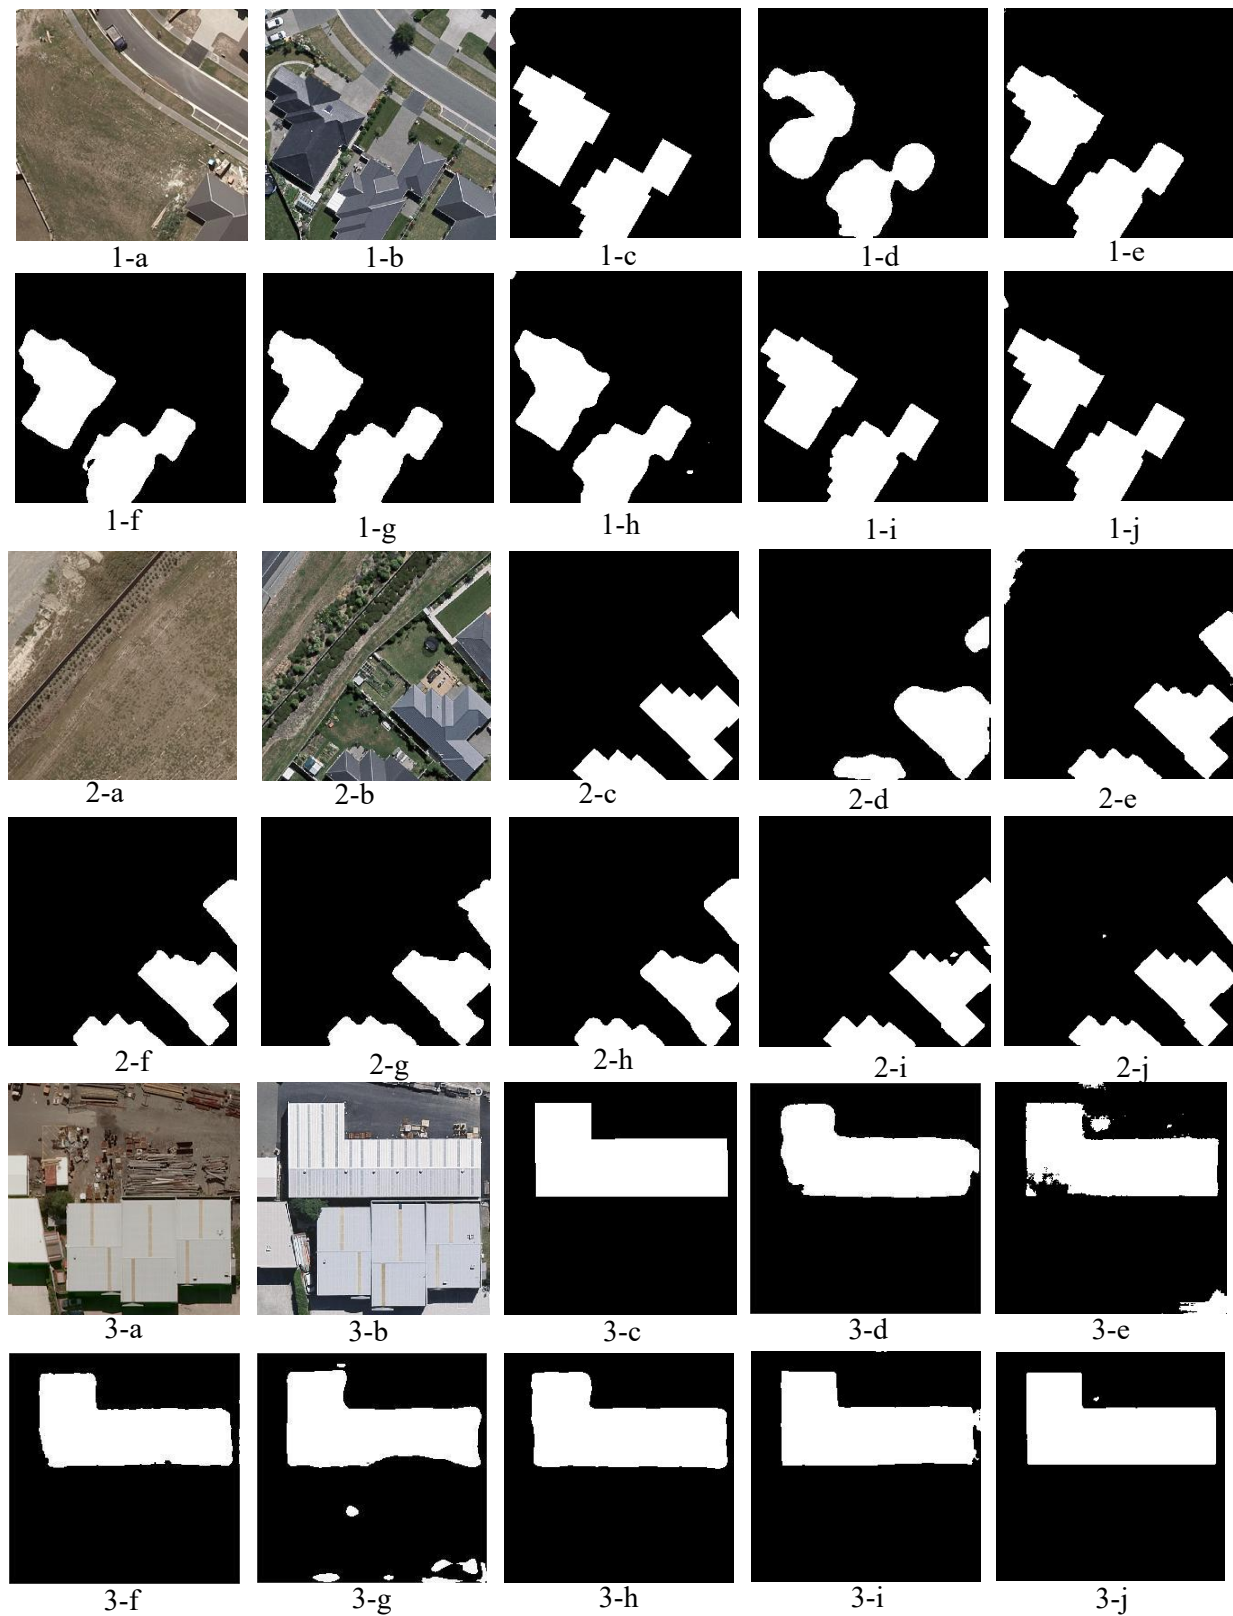 1-a 1-b 1-c 1-d 1-e
1-f 1-g 1-h 1-i 1-j
2-a 2-b 2-c 2-d 2-e
2-f 2-g 2-h 2-i 2-j
3-a 3-b 3-c 3-d 3-e
3-f 3-g 3-h 3-i 3-j